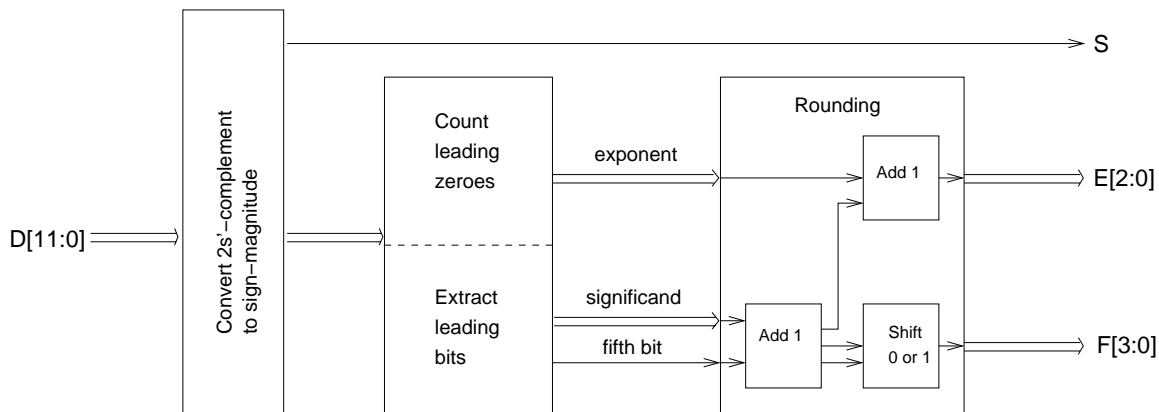 D[11:0]
Convert 2s'−complement
to sign−magnitude
S
Count
leading
zeroes
Extract
leading
bits
exponent
significand
fifth bit
Rounding
Add 1
Add 1
Shift
0 or 1
E[2:0]
F[3:0]